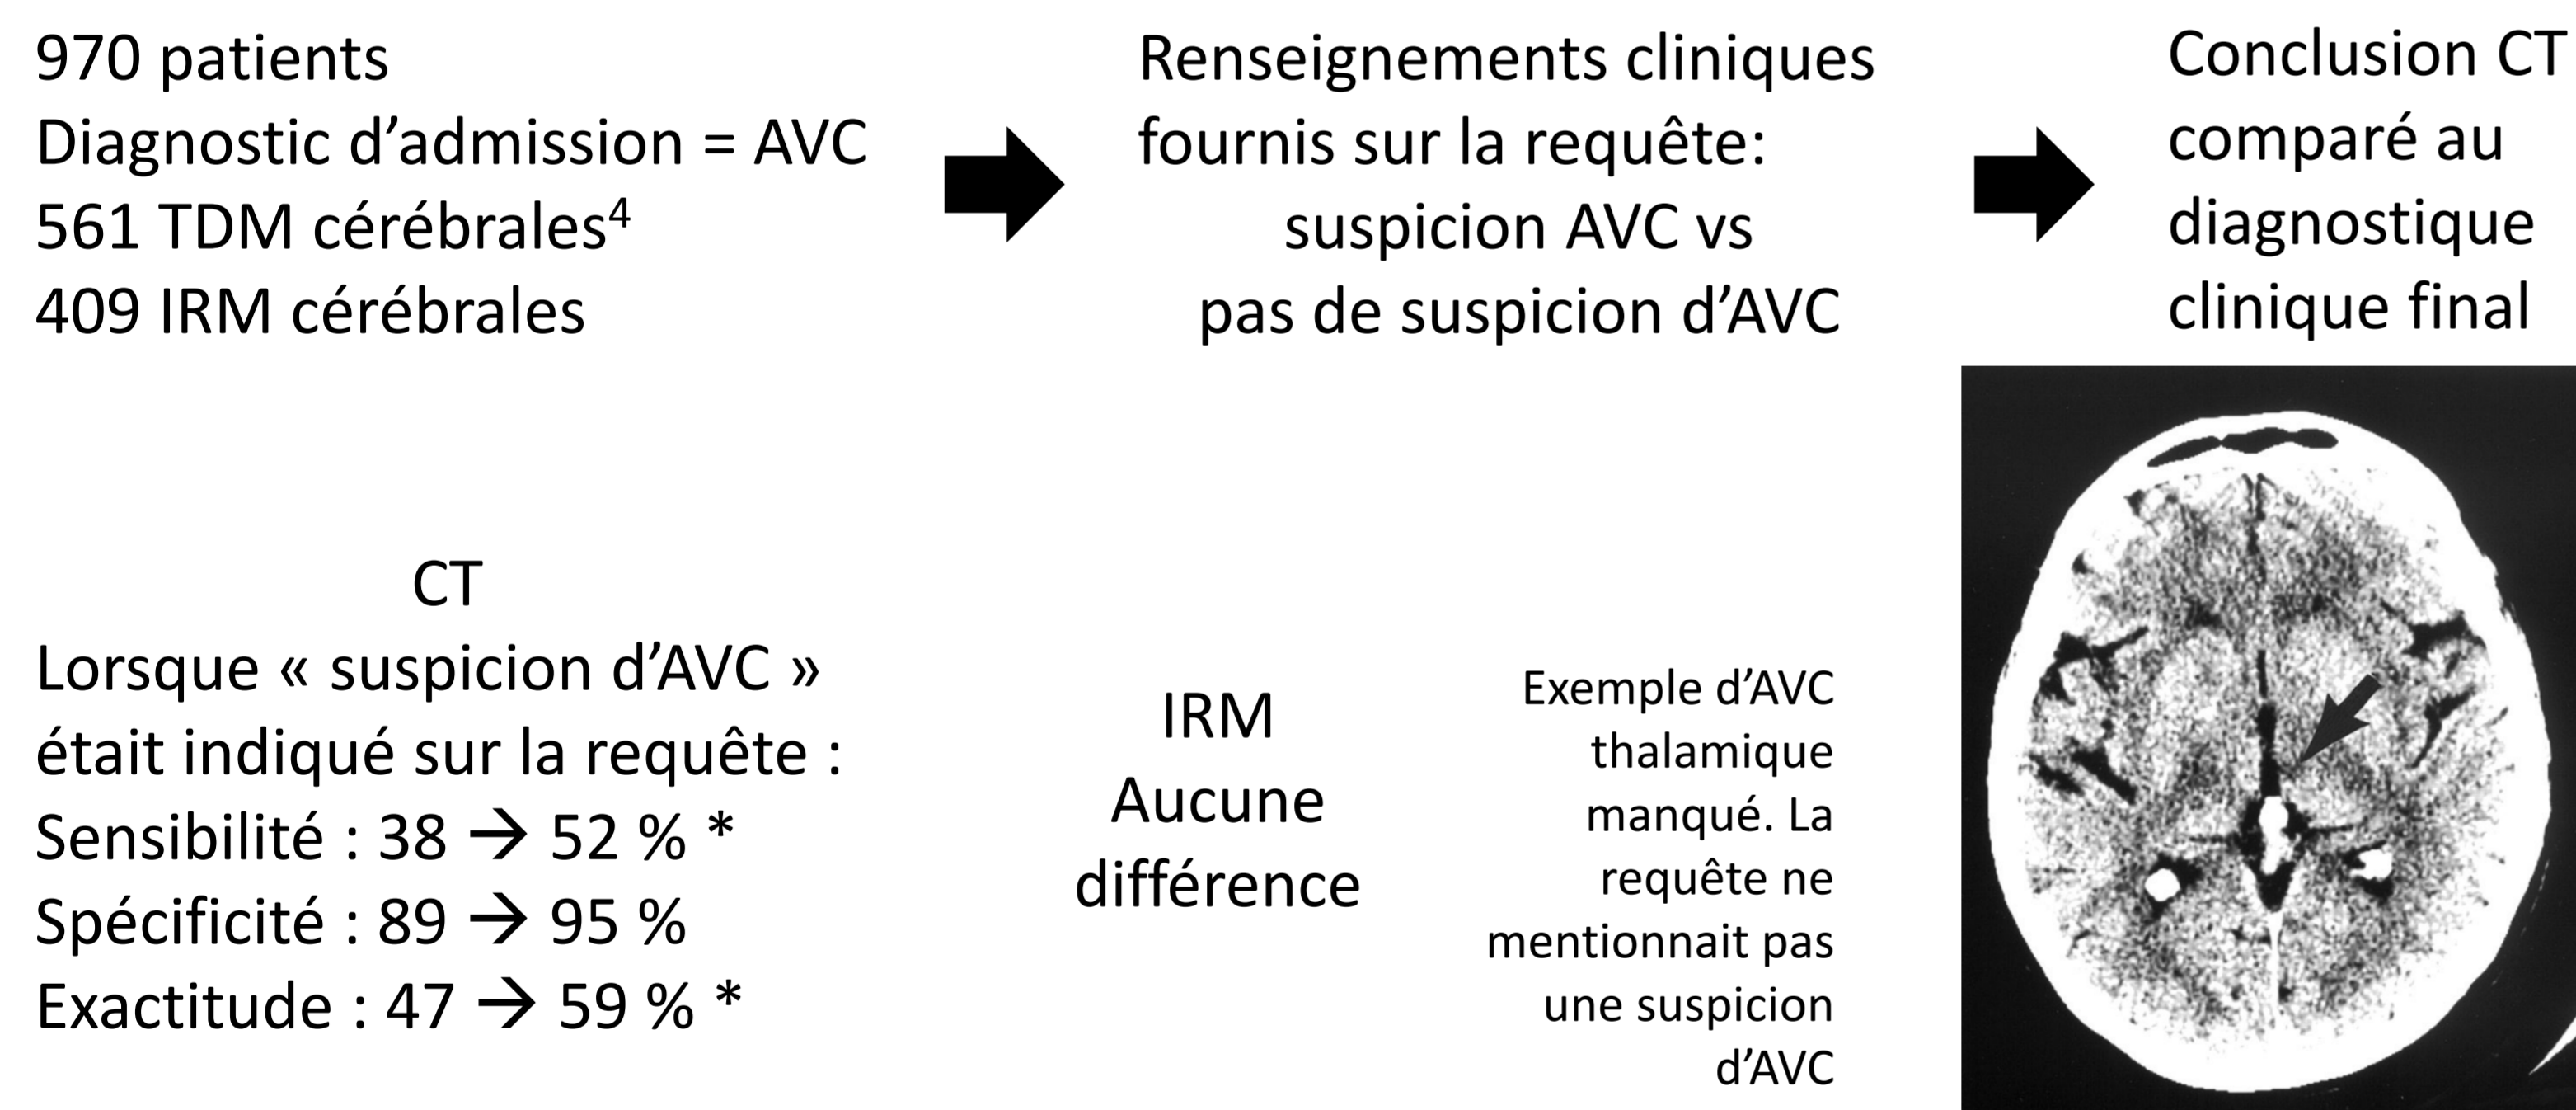 970 patients
Diagnostic d’admission = AVC
561 TDM cérébrales⁴
409 IRM cérébrales
Renseignements cliniques
fournis sur la requête:
suspicion AVC vs
pas de suspicion d’AVC
Conclusion CT
comparé au
diagnostique
clinique final
CT
Lorsque « suspicion d’AVC »
était indiqué sur la requête :
Sensibilité : 38 → 52 % *
Spécificité : 89 → 95 %
Exactitude : 47 → 59 % *
IRM
Aucune
différence
Exemple d’AVC
thalamique
manqué. La
requête ne
mentionnait pas
une suspicion
d’AVC